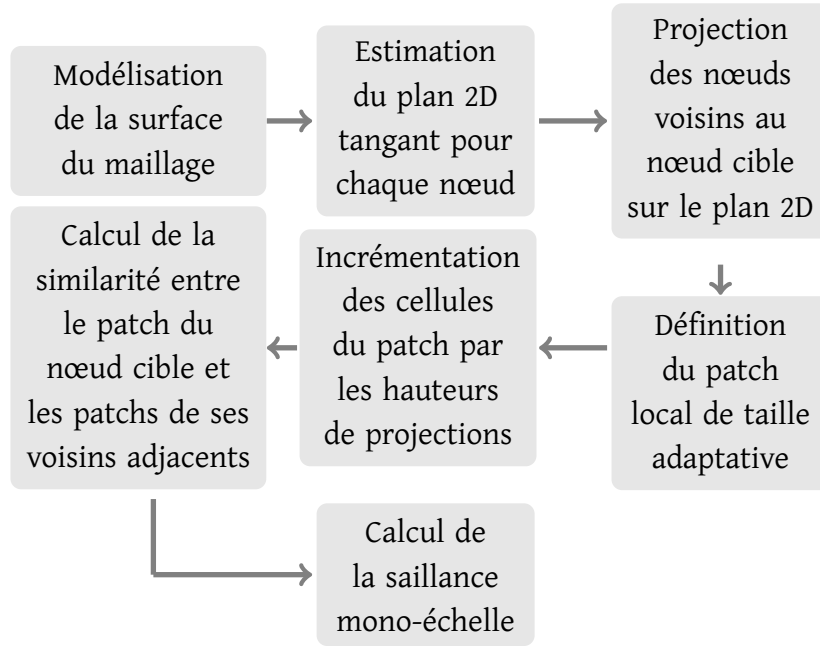 Modélisation
de la surface
du maillage
Estimation
du plan 2D
tangant pour
chaque nœud
Projection
des nœuds
voisins au
nœud cible
sur le plan 2D
Définition
du patch
local de taille
adaptative
Incrémentation
des cellules
du patch par
les hauteurs
de projections
Calcul de la
similarité entre
le patch du
nœud cible et
les patchs de ses
voisins adjacents
Calcul de
la saillance
mono-échelle